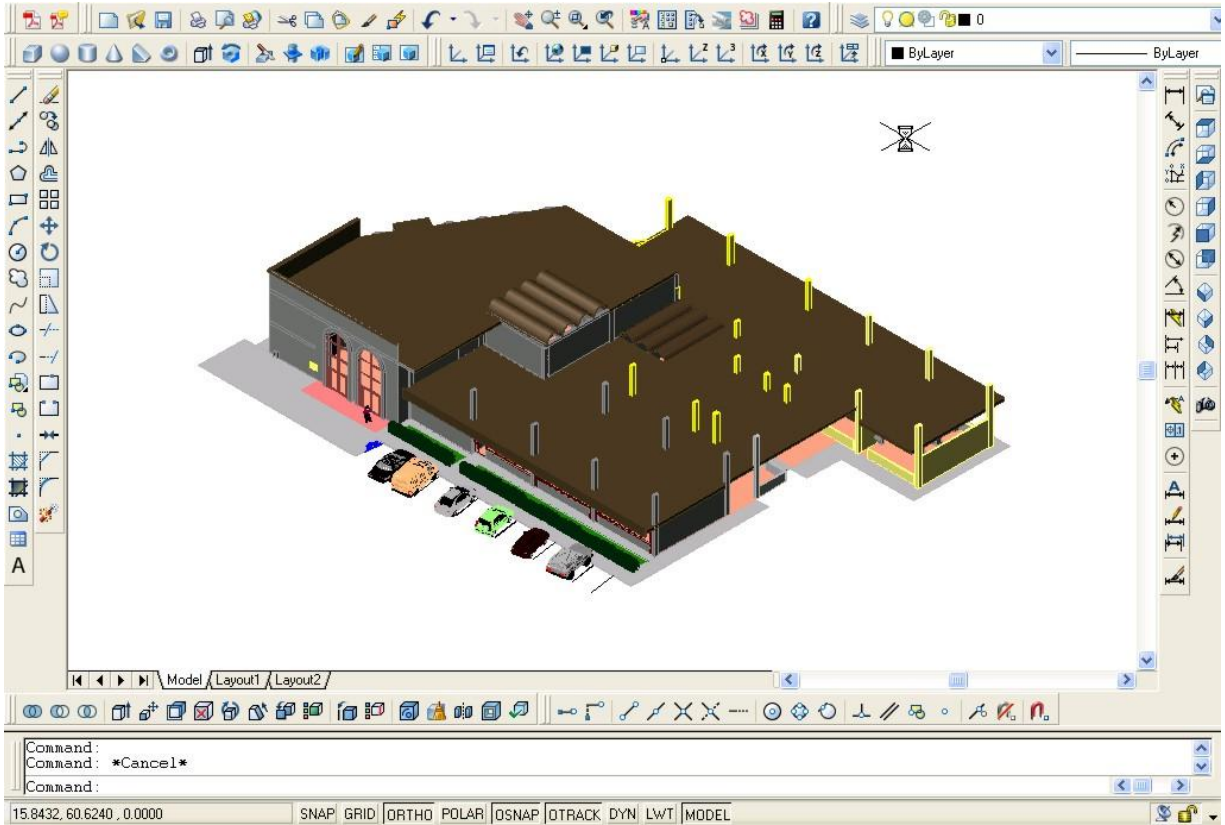 0
ByLayer
ByLayer
A
Model Layout1 Layout2
Command:
Command: *Cancel*
Command:
15.8432, 60.6240 , 0.0000 SNAP GRID ORTHO POLAR OSNAP OTRACK DYN LWT MODEL